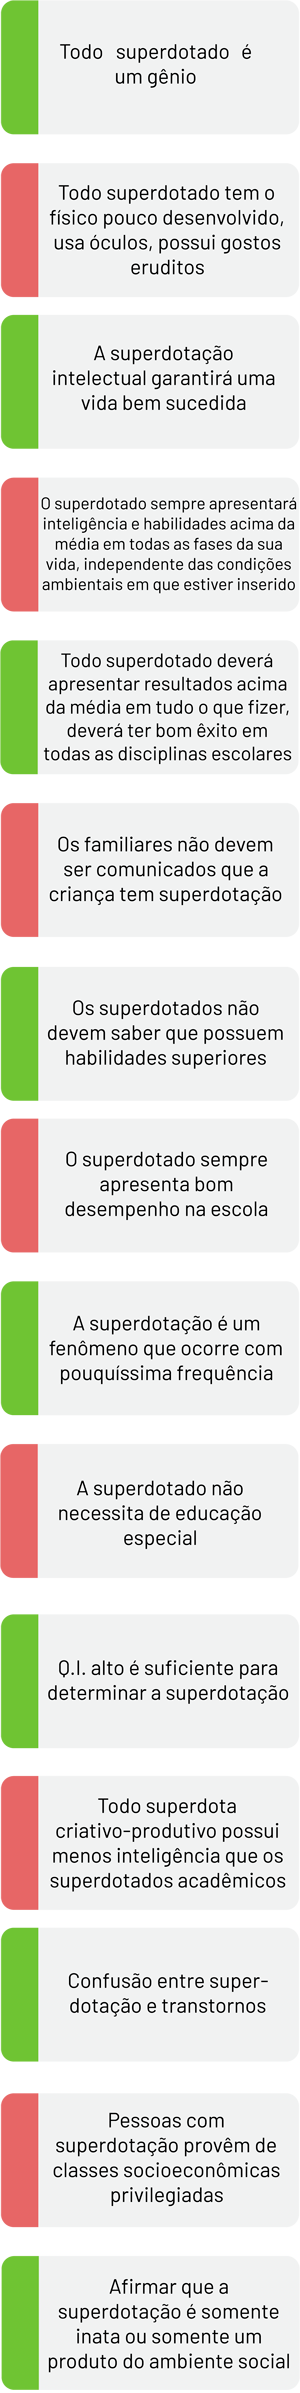 Todo superdotado é
um gênio
Todo superdotado tem o
físico pouco desenvolvido,
usa óculos, possui gostos
eruditos
A superdotação
intelectual garantirá uma
vida bem sucedida
O superdotado sempre apresentará
inteligência e habilidades acima da
média em todas as fases da sua
vida, independente das condições
ambientais em que estiver inserido
Todo superdotado deverá
apresentar resultados acima
da média em tudo o que fizer,
deverá ter bom êxito em
todas as disciplinas escolares
Os familiares não devem
ser comunicados que a
criança tem superdotação
Os superdotados não
devem saber que possuem
habilidades superiores
O superdotado sempre
apresenta bom
desempenho na escola
A superdotação é um
fenômeno que ocorre com
pouquíssima frequência
A superdotado não
necessita de educação
especial
Q.I. alto é suficiente para
determinar a superdotação
Todo superdota
criativo-produtivo possui
menos inteligência que os
superdotados acadêmicos
Confusão entre super-
dotação e transtornos
Pessoas com
superdotação provêm de
classes socioeconômicas
privilegiadas
Afirmar que a
superdotação é somente
inata ou somente um
produto do ambiente social